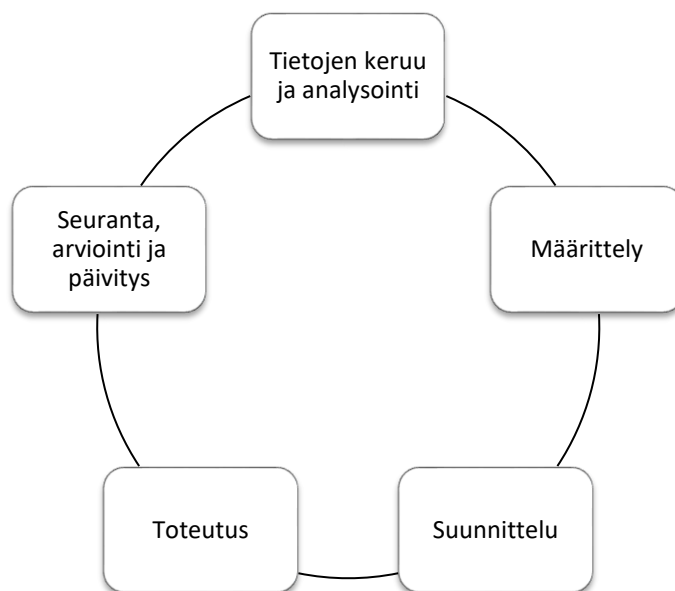 Tietojen keruu
ja analysointi
Määrittely
Suunnittelu
Toteutus
Seuranta,
arviointi ja
päivitys